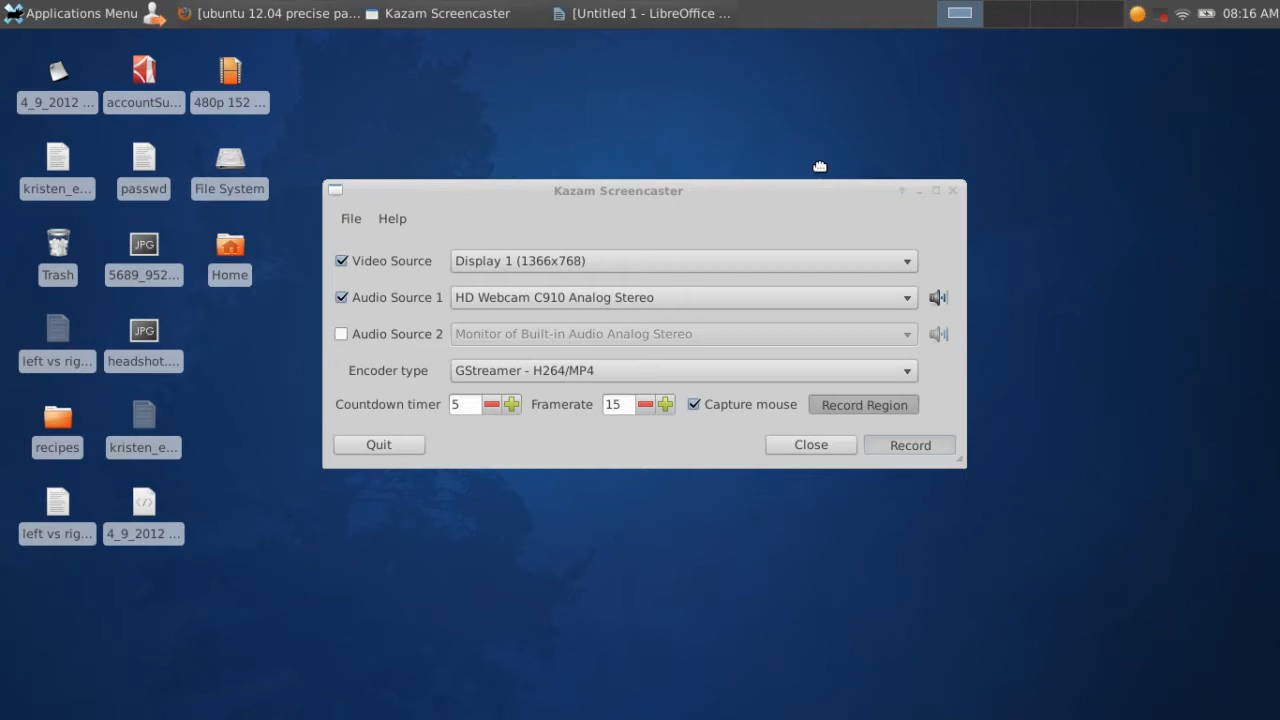 Applications Menu
[ubuntu 12.04 precise pa...
Kazam Screencaster
[Untitled 1 - LibreOffice ...
08:16 AM
4_9_2012 ...
accountSu...
480p 152 ...
kristen_e...
passwd
File System
Trash
JPG
5689_952...
Home
left vs rig...
JPG
headshot....
recipes
kristen_e...
left vs rig...
4_9_2012 ...
Kazam Screencaster
File Help
Video Source Display 1 (1366x768)
Audio Source 1 HD Webcam C910 Analog Stereo
Audio Source 2 Monitor of Built-in Audio Analog Stereo
Encoder type GStreamer - H264/MP4
Countdown timer 5 Framerate 15 Capture mouse Record Region
Quit Close Record